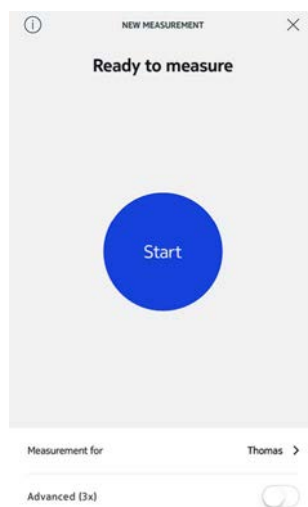 NEW MEASUREMENT
Ready to measure
Start
Measurement for Thomas
Advanced (3x)